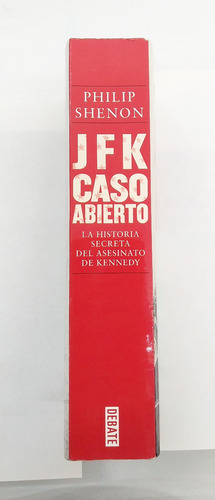 PHILIP
SHENON
JFK
CASO
ABIERTO
LA HISTORIA
SECRETA
DEL ASESINATO
DE KENNEDY
DEBATE